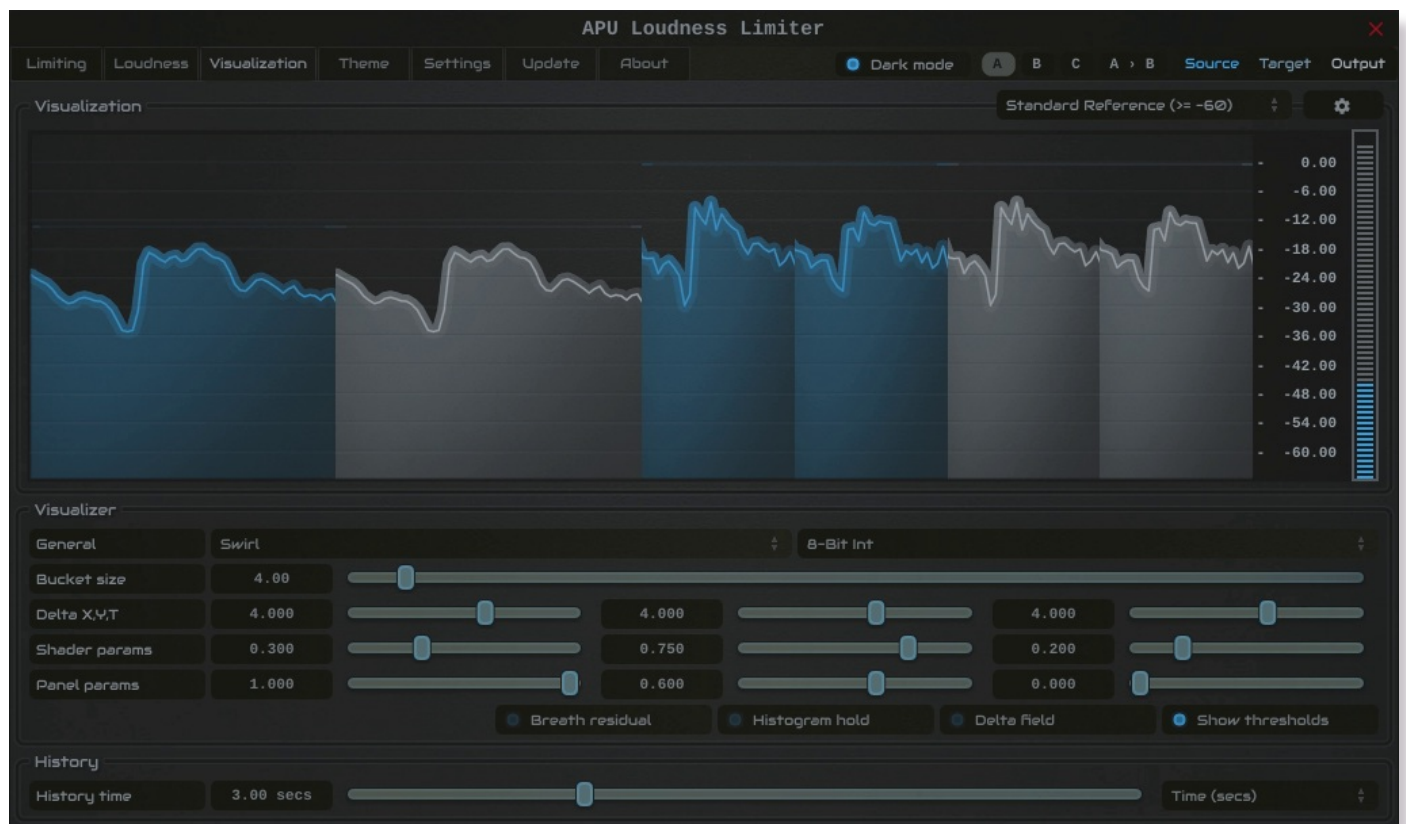 APU Loudness Limiter
Limiting Loudness Visualization Theme Settings Update About Dark mode A B C A › B Source Target Output
Visualization Standard Reference (>= -60)
- 0.00
- -6.00
- -12.00
- -18.00
- -24.00
- -30.00
- -36.00
- -42.00
- -48.00
- -54.00
- -60.00
Visualizer
General Swirl 8-Bit Int
Bucket size 4.00
Delta X,Y,T 4.000 4.000 4.000
Shader params 0.300 0.750 0.200
Panel params 1.000 0.600 0.000
Breath residual Histogram hold Delta field Show thresholds
History
History time 3.00 secs Time (secs)